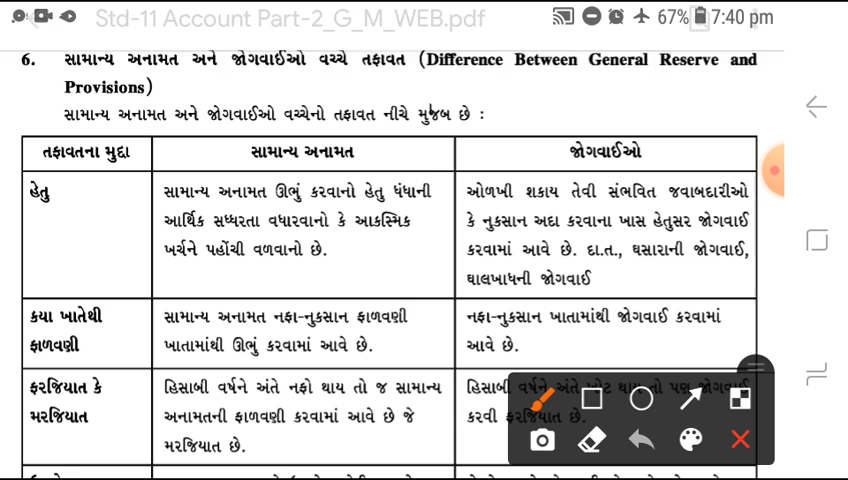 Std-11 Account Part-2_G_M_WEB.pdf
67% 7:40 pm
6. સામાન્ય અનામત અને જોગવાઈઓ વચ્ચે તફાવત (Difference Between General Reserve and
Provisions)
સામાન્ય અનામત અને જોગવાઈઓ વચ્ચેનો તફાવત નીચે મુજબ છે :
તફાવતના મુદ્દા સામાન્ય અનામત જોગવાઈઓ
હેતુ સામાન્ય અનામત ઊભું કરવાનો હેતુ ધંધાની ઓળખી શકાય તેવી સંભવિત જવાબદારીઓ
આર્થિક સધ્ધરતા વધારવાનો કે આકસ્મિક કે નુકસાન અદા કરવાના ખાસ હેતુસર જોગવાઈ
ખર્ચને પહોંચી વળવાનો છે. કરવામાં આવે છે. દા.ત., ઘસારાની જોગવાઈ,
ઘાલખાધની જોગવાઈ
કયા ખાતેથી સામાન્ય અનામત નફા-નુકસાન ફાળવણી નફા-નુકસાન ખાતામાંથી જોગવાઈ કરવામાં
ફાળવણી ખાતામાંથી ઊભું કરવામાં આવે છે. આવે છે.
ફરજિયાત કે હિસાબી વર્ષને અંતે નફો થાય તો જ સામાન્ય હિસાબી વર્ષને અંતે ખોટ થાય તો પણ જોગવાઈ
મરજિયાત અનામતની ફાળવણી કરવામાં આવે છે જે કરવી ફરજિયાત છે.
મરજિયાત છે.